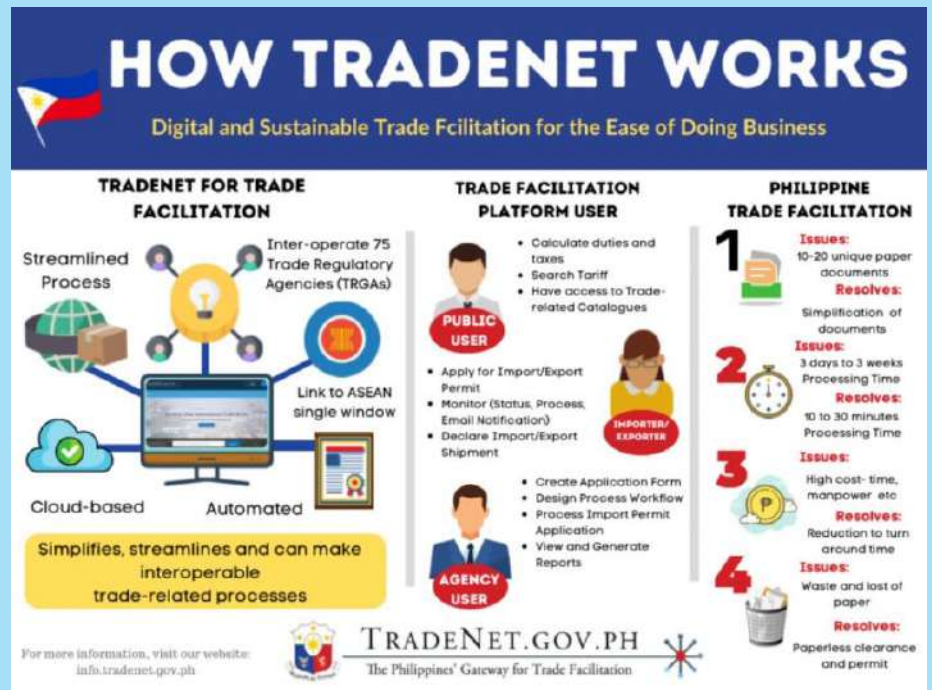 HOW TRADENET WORKS
Digital and Sustainable Trade Fcilitation for the Ease of Doing Business
TRADENET FOR TRADE
FACILITATION
Streamlined
Process
Inter-operate 75
Trade Regulatory
Agencies (TRGAs)
Link to ASEAN
single window
Cloud-based
Automated
Simplifies, streamlines and can make
interoperable
trade-related processes
TRADE FACILITATION
PLATFORM USER
PUBLIC
USER
• Calculate duties and
taxes
• Search Tariff
• Have access to Trade-
related Catalogues
• Apply for Import/Export
Permit
• Monitor (Status, Process,
Email Notification)
• Declare Import/Export
Shipment
IMPORTER/
EXPORTER
AGENCY
USER
• Create Application Form
• Design Process Workflow
• Process Import Permit
Application
• View and Generate
Reports
PHILIPPINE
TRADE FACILITATION
1
Issues:
10-20 unique paper
documents
Resolves:
Simplification of
documents
2
Issues:
3 days to 3 weeks
Processing Time
Resolves:
10 to 30 minutes
Processing Time
3
Issues:
High cost- time,
manpower etc
Resolves:
Reduction to turn
around time
4
Issues:
Waste and lost of
paper
Resolves:
Paperless clearance
and permit
For more information, visit our website:
info.tradenet.gov.ph
TRADENET.GOV.PH
The Philippines' Gateway for Trade Facilitation